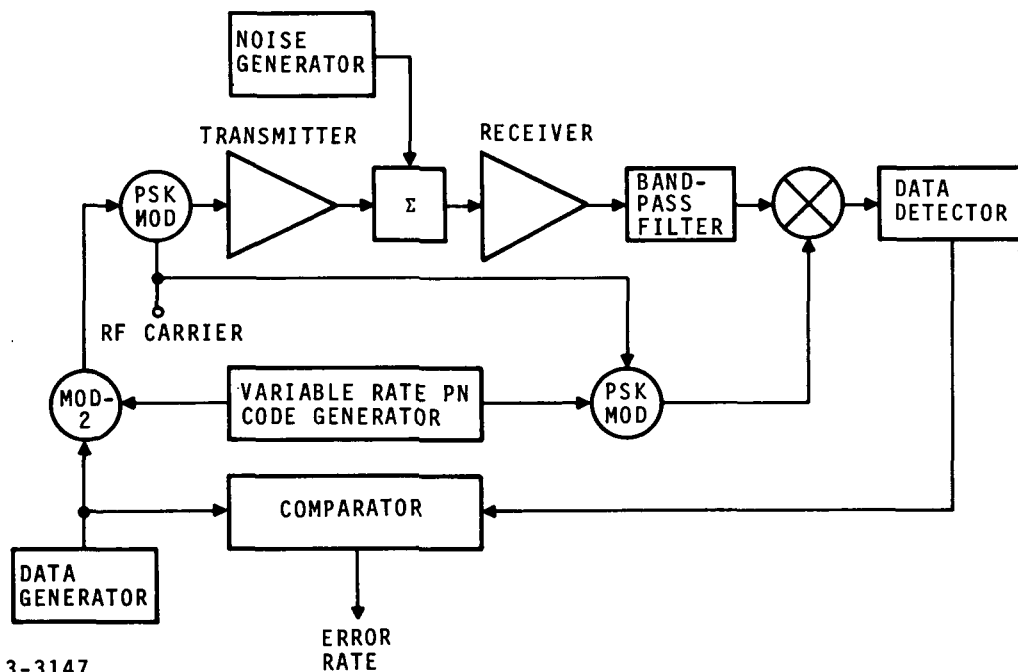 NOISE
GENERATOR
TRANSMITTER
RECEIVER
PSK
MOD
Σ
BAND-
PASS
FILTER
DATA
DETECTOR
RF CARRIER
MOD-
2
VARIABLE RATE PN
CODE GENERATOR
PSK
MOD
COMPARATOR
DATA
GENERATOR
ERROR
RATE
3-3147